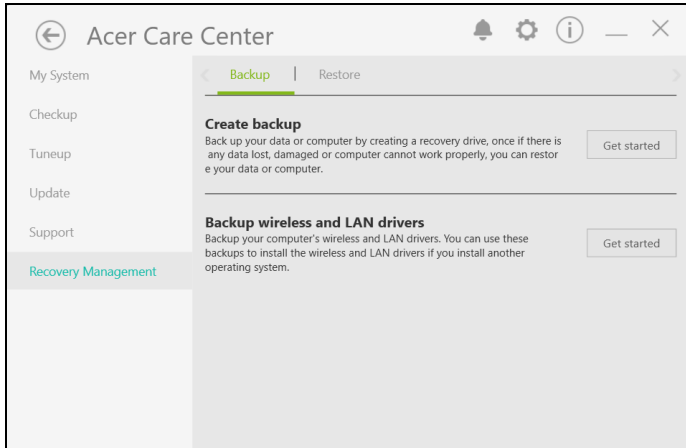 Acer Care Center
My System
Checkup
Tuneup
Update
Support
Recovery Management
Backup | Restore
Create backup
Back up your data or computer by creating a recovery drive, once if there is
any data lost, damaged or computer cannot work properly, you can restor
e your data or computer.
Get started
Backup wireless and LAN drivers
Backup your computer's wireless and LAN drivers. You can use these
backups to install the wireless and LAN drivers if you install another
operating system.
Get started